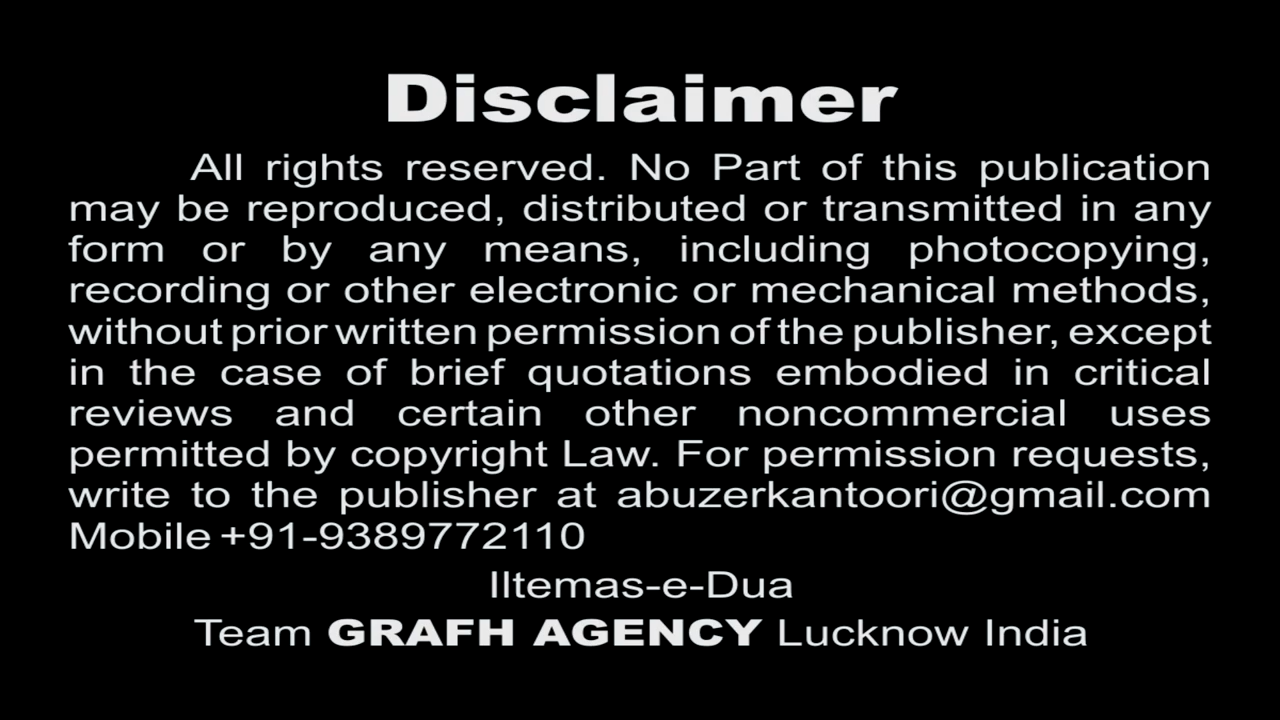 Disclaimer
All rights reserved. No Part of this publication
may be reproduced, distributed or transmitted in any
form or by any means, including photocopying,
recording or other electronic or mechanical methods,
without prior written permission of the publisher, except
in the case of brief quotations embodied in critical
reviews and certain other noncommercial uses
permitted by copyright Law. For permission requests,
write to the publisher at abuzerkantoori@gmail.com
Mobile +91-9389772110
Iltemas-e-Dua
Team GRAFH AGENCY Lucknow India